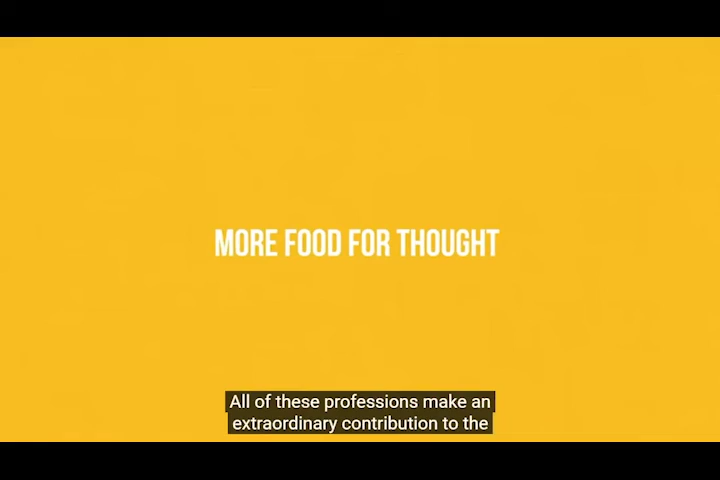 MORE FOOD FOR THOUGHT
All of these professions make an
extraordinary contribution to the